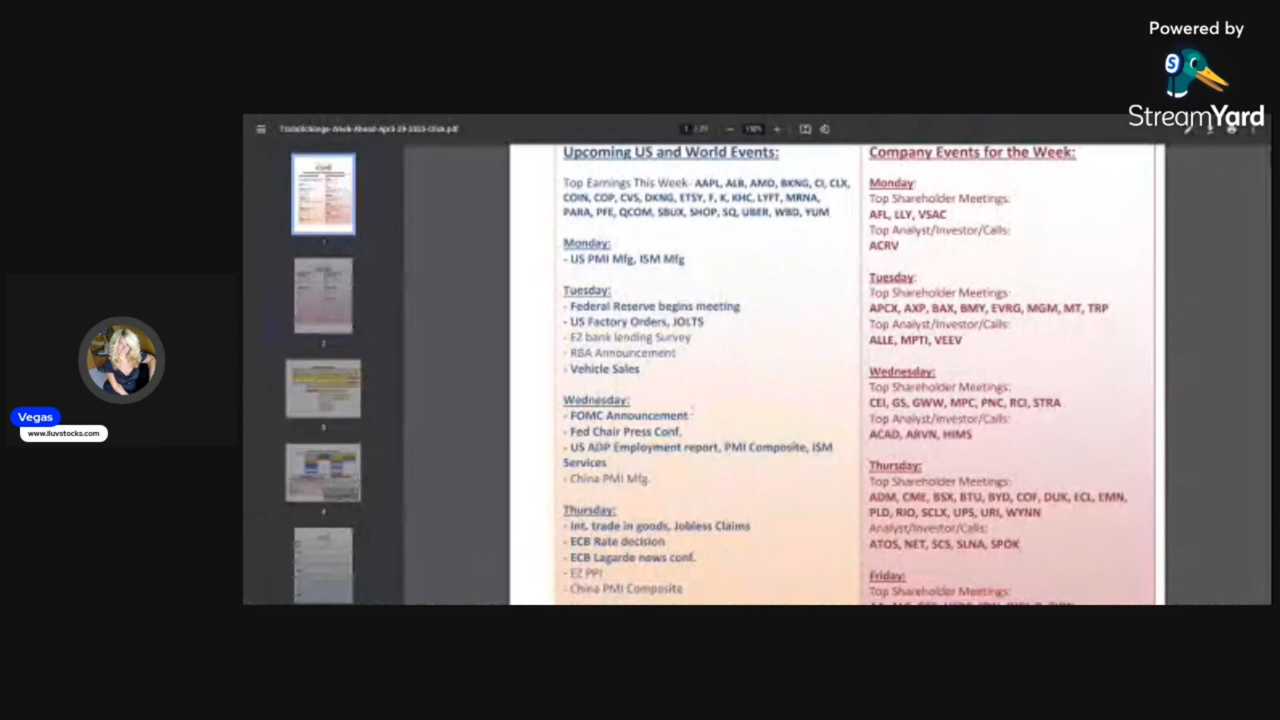 Powered by
StreamYard
Upcoming US and World Events:
Top Earnings This Week- AAPL, ALB, AMD, BKNG, CI, CLX,
COIN, COP, CVS, DKNG, ETSY, F, K, KHC, LYFT, MRNA,
PARA, PFE, QCOM, SBUX, SHOP, SQ, UBER, WBD, YUM
Monday:
- US PMI Mfg, ISM Mfg
Tuesday:
- Federal Reserve begins meeting
- US Factory Orders, JOLTS
- EZ bank lending Survey
- RBA Announcement
- Vehicle Sales
Wednesday:
- FOMC Announcement
- Fed Chair Press Conf.
- US ADP Employment report, PMI Composite, ISM
Services
- China PMI Mfg
Thursday:
- Int. trade in goods, Jobless Claims
- ECB Rate decision
- ECB Lagarde news conf.
- EZ PPI
- China PMI Composite
Company Events for the Week:
Monday:
Top Shareholder Meetings:
AFL, LLY, VSAC
Top Analyst/Investor/Calls:
ACRV
Tuesday:
Top Shareholder Meetings:
APCX, AXP, BAX, BMY, EVRG, MGM, MT, TRP
Top Analyst/Investor/Calls:
ALLE, MPTI, VEEV
Wednesday:
Top Shareholder Meetings:
CEI, GS, GWW, MPC, PNC, RCI, STRA
Top Analyst/Investor/Calls:
ACAD, ARVN, HIMS
Thursday:
Top Shareholder Meetings:
ADM, CME, BSX, BTU, BYD, COF, DUK, ECL, EMN,
PLD, RIO, SCLX, UPS, URI, WYNN
Analyst/Investor/Calls:
ATOS, NET, SCS, SLNA, SPOK
Friday:
Top Shareholder Meetings:
Vegas
www.iluvstocks.com